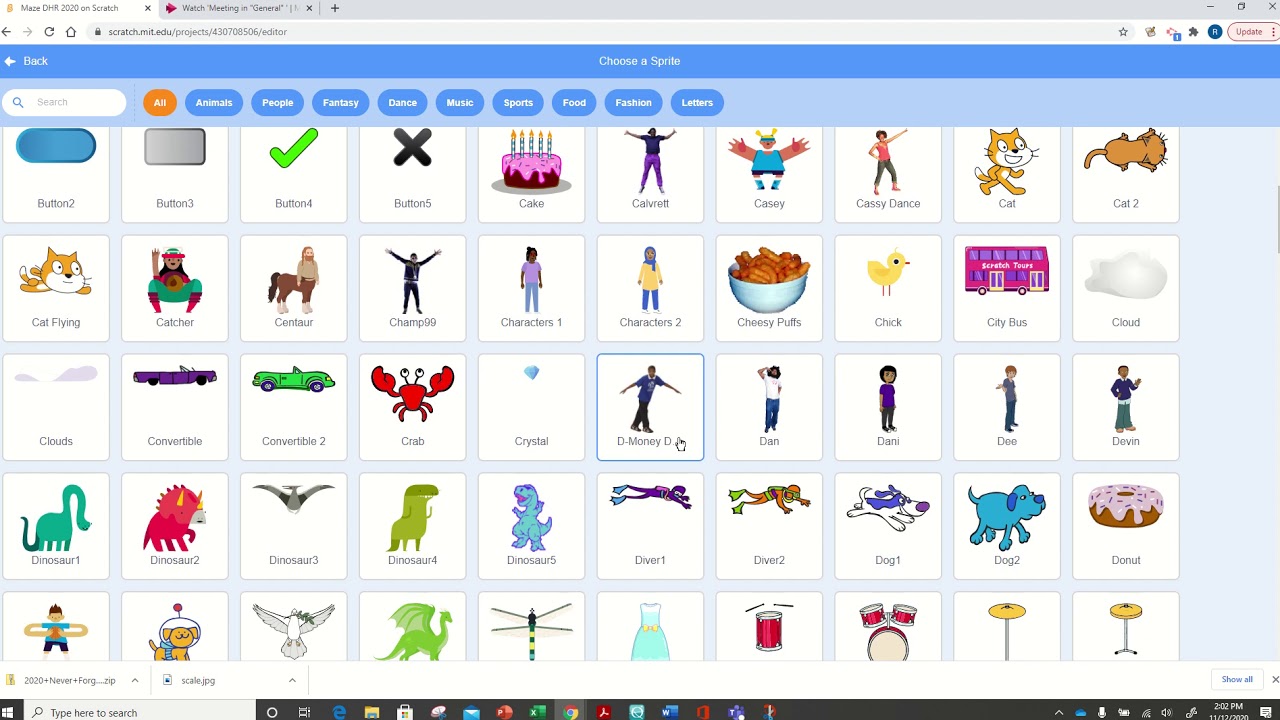 Maze DHR 2020 on Scratch
Watch 'Meeting in "General" ' | M
scratch.mit.edu/projects/430708506/editor
R
Update
Back
Choose a Sprite
Search
All
Animals
People
Fantasy
Dance
Music
Sports
Food
Fashion
Letters
Button2
Button3
Button4
Button5
Cake
Calvrett
Casey
Cassy Dance
Cat
Cat 2
Scratch Tours
Cat Flying
Catcher
Centaur
Champ99
Characters 1
Characters 2
Cheesy Puffs
Chick
City Bus
Cloud
Clouds
Convertible
Convertible 2
Crab
Crystal
D-Money D
Dan
Dani
Dee
Devin
Dinosaur1
Dinosaur2
Dinosaur3
Dinosaur4
Dinosaur5
Diver1
Diver2
Dog1
Dog2
Donut
2020+Never+Forg....zip
scale.jpg
Show all
Type here to search
2:02 PM
11/12/2020